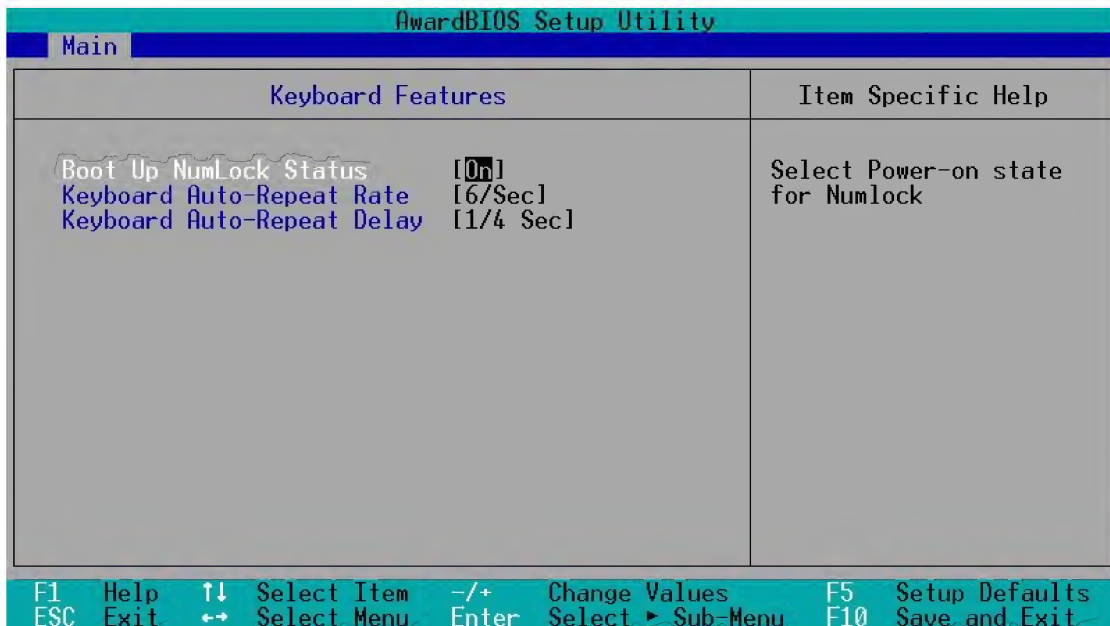 AwardBIOS Setup Utility
Main
Keyboard Features
Item Specific Help
Boot Up NumLock Status [On]
Keyboard Auto-Repeat Rate [6/Sec]
Keyboard Auto-Repeat Delay [1/4 Sec]
Select Power-on state
for Numlock
F1 Help ↑↓ Select Item -/+ Change Values F5 Setup Defaults
ESC Exit ←→ Select Menu Enter Select ► Sub-Menu F10 Save and Exit